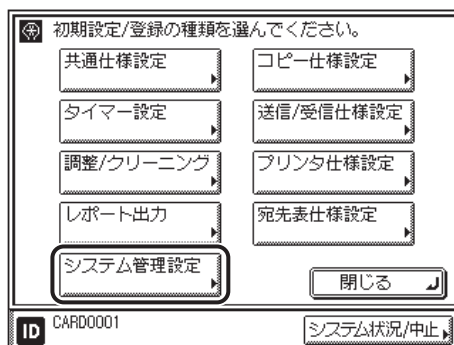 初期設定/登録の種類を選んでください。
共通仕様設定
コピー仕様設定
タイマー設定
送信/受信仕様設定
調整/クリーニング
プリンタ仕様設定
レポート出力
宛先表仕様設定
システム管理設定
閉じる
ID CARD0001
システム状況/中止